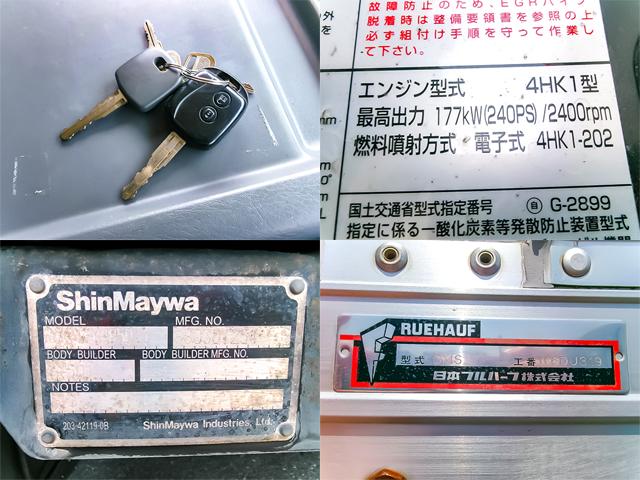 故障防止のため、EGRパイプ
脱着時は整備要領書を参照の上
必ず組付け手順を守って作業し
て下さい。
エンジン型式 4HK1型
最高出力 177kW(240PS)/2400rpm
燃料噴射方式 電子式 4HK1-202
国土交通省型式指定番号 自 G-2899
指定に係る一酸化炭素等発散防止装置型式
ShinMaywa
MODEL MFG. NO.
BODY BUILDER BODY BUILDER MFG. NO.
NOTES
203-42119-0B ShinMaywa Industries, Ltd.
RUEHAUF
型式 工番
日本フルハーフ株式会社